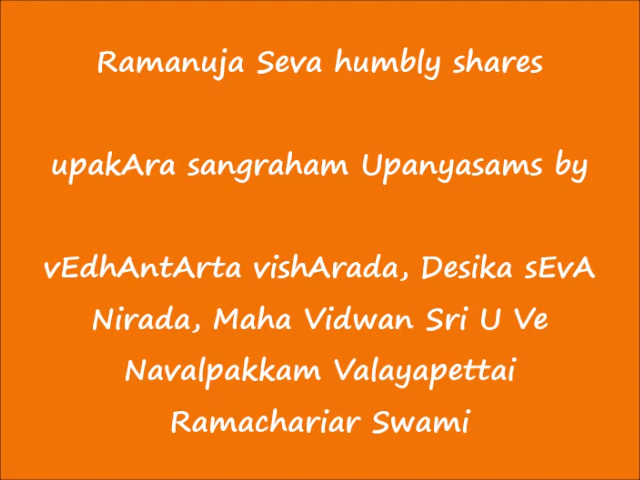 Ramanuja Seva humbly shares
upakAra sangraham Upanyasams by
vEdhAntArta vishArada, Desika sEvA
Nirada, Maha Vidwan Sri U Ve
Navalpakkam Valayapettai
Ramachariar Swami